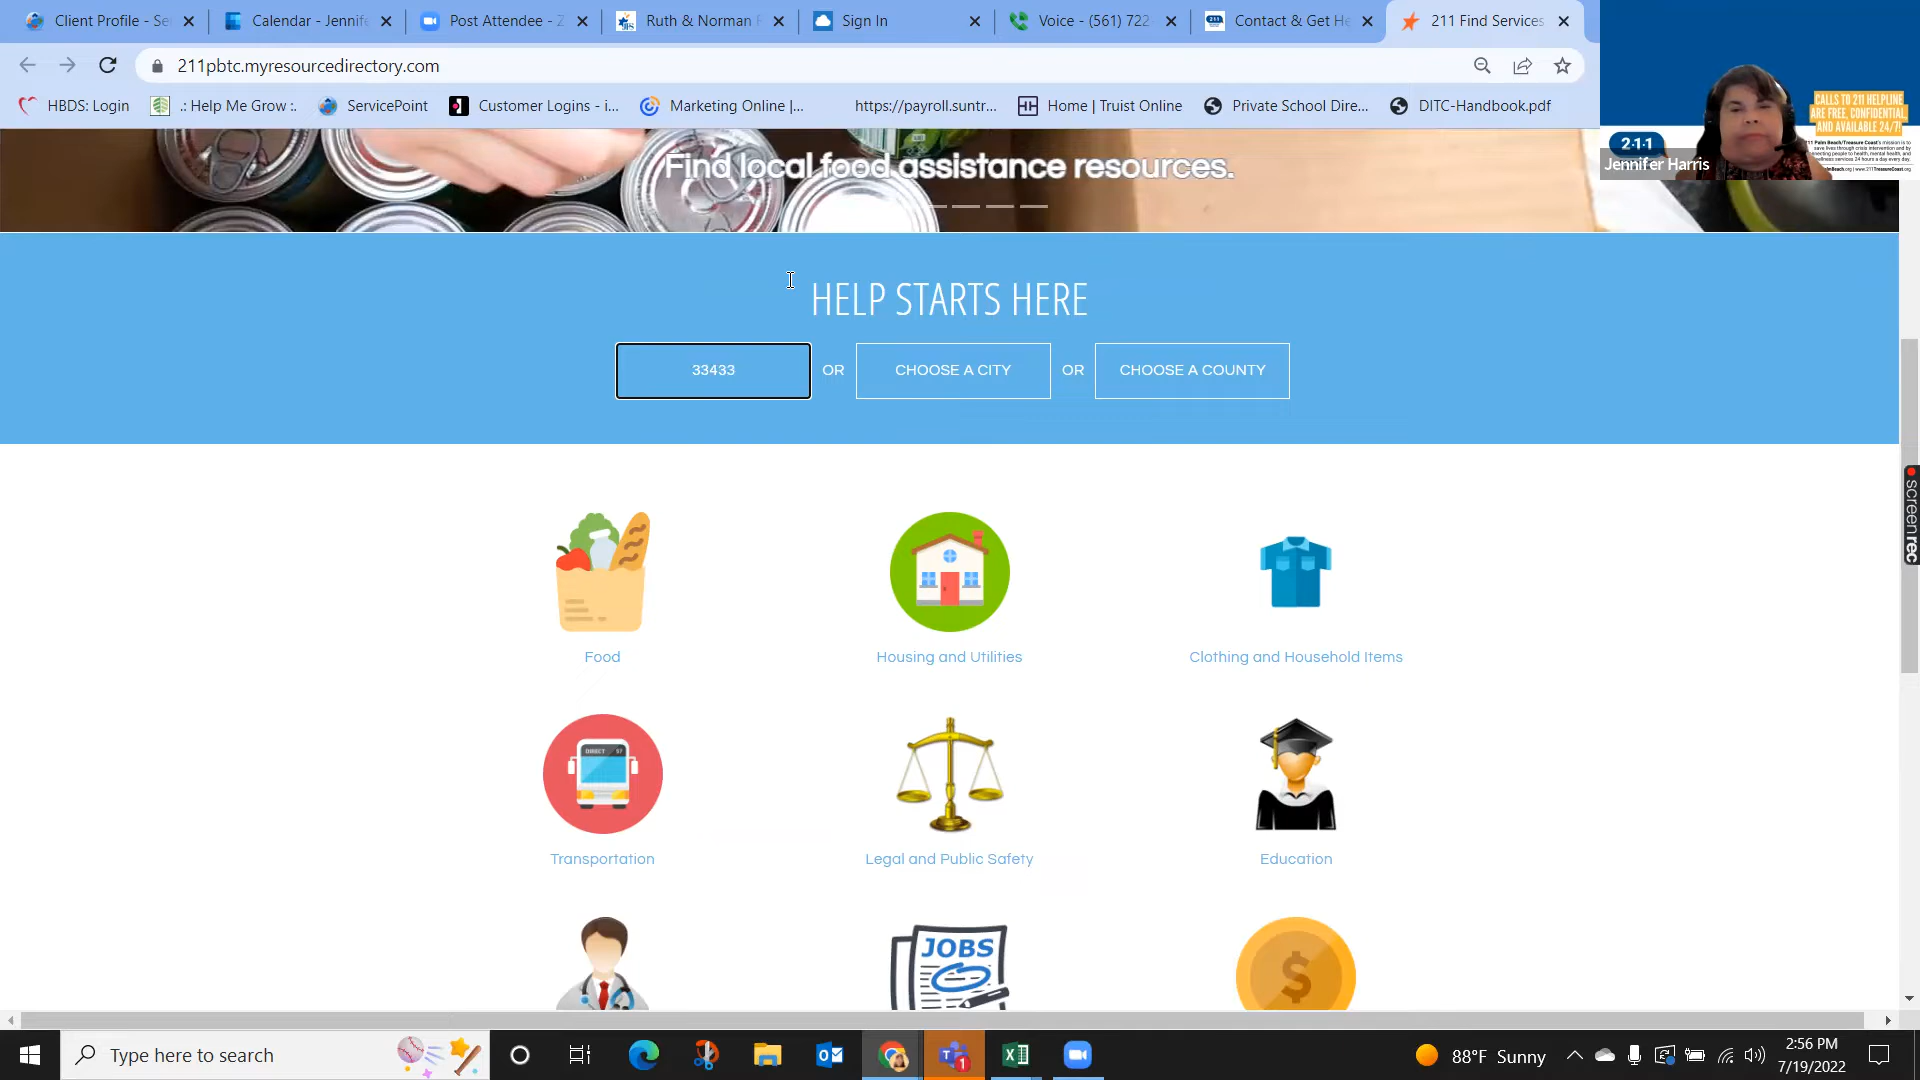 Client Profile - Se
Calendar - Jennife
Post Attendee - Z
Ruth & Norman R
Sign In
Voice - (561) 722
Contact & Get He
211 Find Services
211pbtc.myresourcedirectory.com
HBDS: Login
.: Help Me Grow :.
ServicePoint
Customer Logins - i...
Marketing Online |...
https://payroll.suntr...
Home | Truist Online
Private School Dire...
DITC-Handbook.pdf
CALLS TO 211 HELPLINE
ARE FREE, CONFIDENTIAL,
AND AVAILABLE 24/7!
2-1-1
Jennifer Harris
Find local food assistance resources.
HELP STARTS HERE
33433 OR CHOOSE A CITY OR CHOOSE A COUNTY
Food
Housing and Utilities
Clothing and Household Items
DIRECT 57
Transportation
Legal and Public Safety
Education
JOBS
$
screenrec
Type here to search
1
88°F Sunny
2:56 PM
7/19/2022